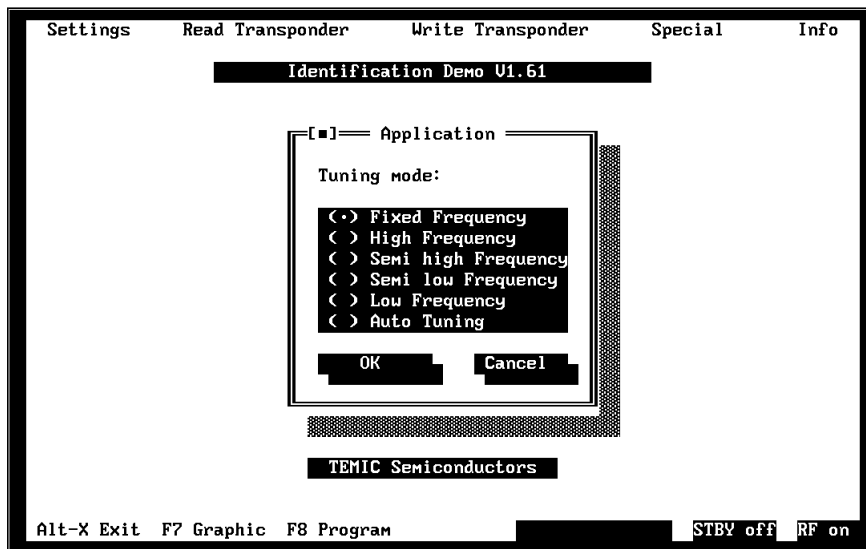 Settings Read Transponder Write Transponder Special Info
Identification Demo V1.61
[■] Application
Tuning mode:
(•) Fixed Frequency
( ) High Frequency
( ) Semi high Frequency
( ) Semi low Frequency
( ) Low Frequency
( ) Auto Tuning
OK Cancel
TEMIC Semiconductors
Alt-X Exit F7 Graphic F8 Program STBY off RF on